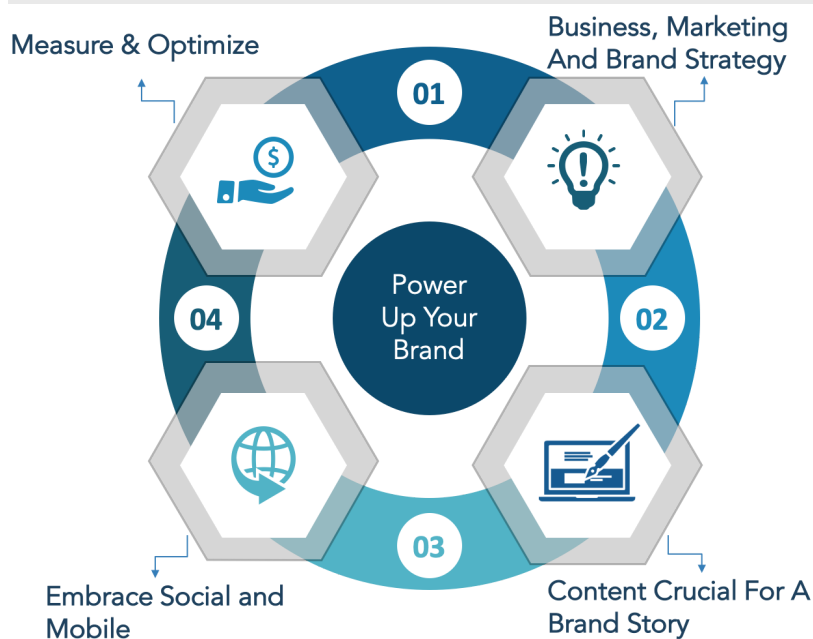 Measure & Optimize
Business, Marketing
And Brand Strategy
01
$
Power
Up Your
Brand
04
02
03
Embrace Social and
Mobile
Content Crucial For A
Brand Story